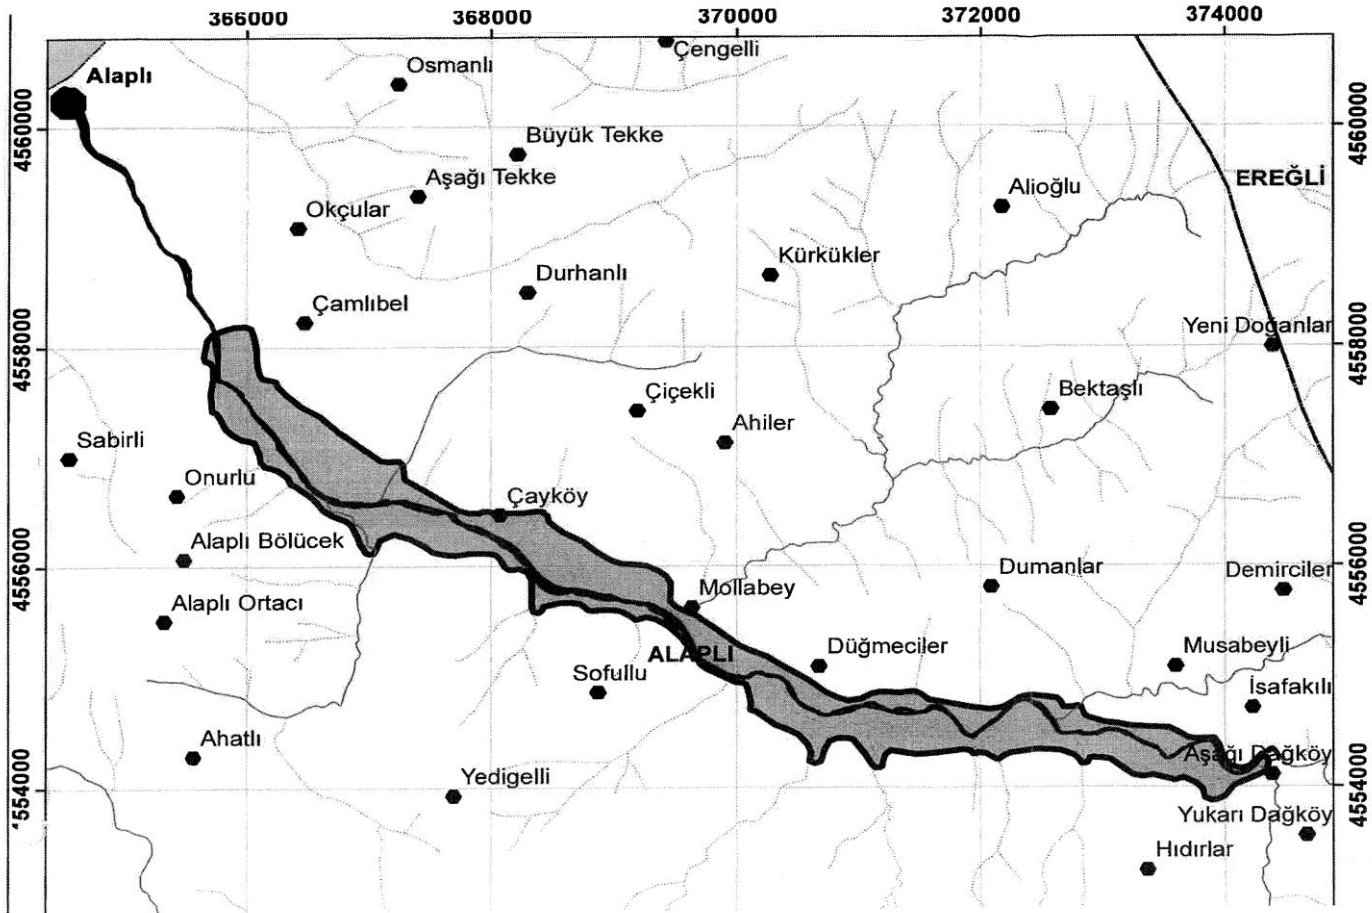 366000
368000
370000
372000
374000
Çengelli
Osmanlı
Alaplı
4560000
4560000
Büyük Tekke
Aşağı Tekke
EREĞLİ
Alioğlu
Okçular
Kürkükler
Durhanlı
Çamlıbel
Yeni Doğanlar
4558000
4558000
Çiçekli
Bektaşlı
Ahiler
Sabirli
Onurlu
Çayköy
Alaplı Bölücek
4556000
4556000
Dumanlar
Demirciler
Mollabey
Alaplı Ortacı
ALAPLI
Düğmeciler
Musabeyli
Sofullu
İsafakılı
Ahatlı
Aşağı Dağköy
Yedigelli
4554000
4554000
Yukarı Dağköy
Hıdırlar